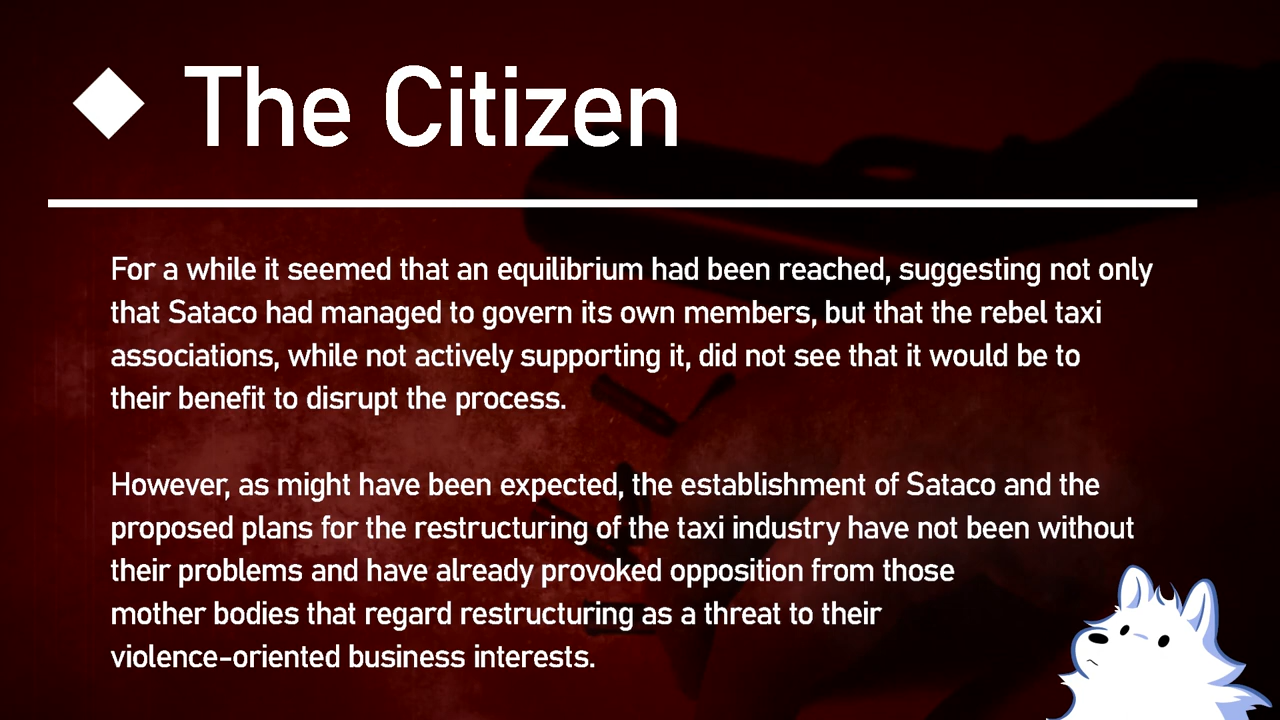 The Citizen
For a while it seemed that an equilibrium had been reached, suggesting not only
that Sataco had managed to govern its own members, but that the rebel taxi
associations, while not actively supporting it, did not see that it would be to
their benefit to disrupt the process.
However, as might have been expected, the establishment of Sataco and the
proposed plans for the restructuring of the taxi industry have not been without
their problems and have already provoked opposition from those
mother bodies that regard restructuring as a threat to their
violence-oriented business interests.